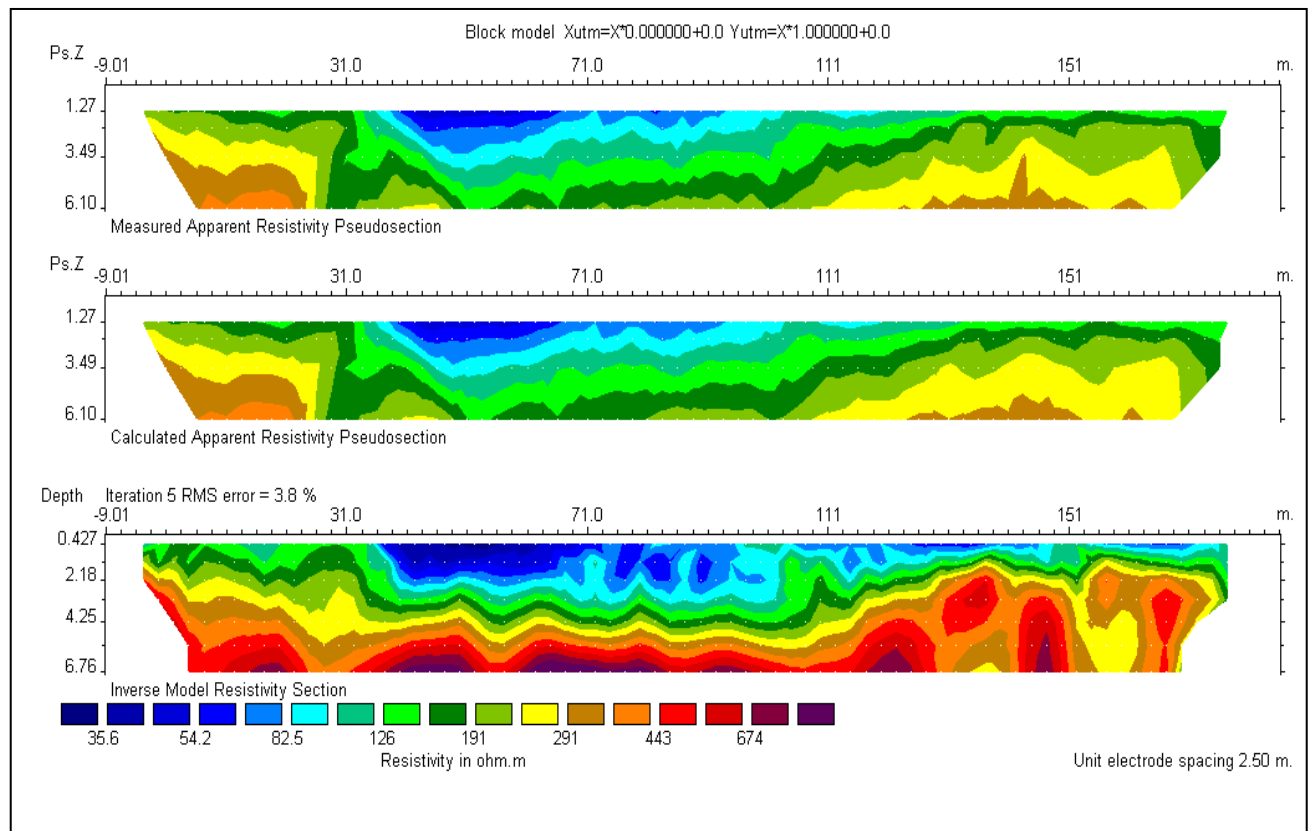 Block model Xutm=X*0.000000+0.0 Yutm=X*1.000000+0.0
Ps.Z
-9.01 31.0 71.0 111 151 m.
1.27
3.49
6.10
Measured Apparent Resistivity Pseudosection
Ps.Z
-9.01 31.0 71.0 111 151 m.
1.27
3.49
6.10
Calculated Apparent Resistivity Pseudosection
Depth Iteration 5 RMS error = 3.8 %
-9.01 31.0 71.0 111 151 m.
0.427
2.18
4.25
6.76
Inverse Model Resistivity Section
35.6 54.2 82.5 126 191 291 443 674
Resistivity in ohm.m Unit electrode spacing 2.50 m.